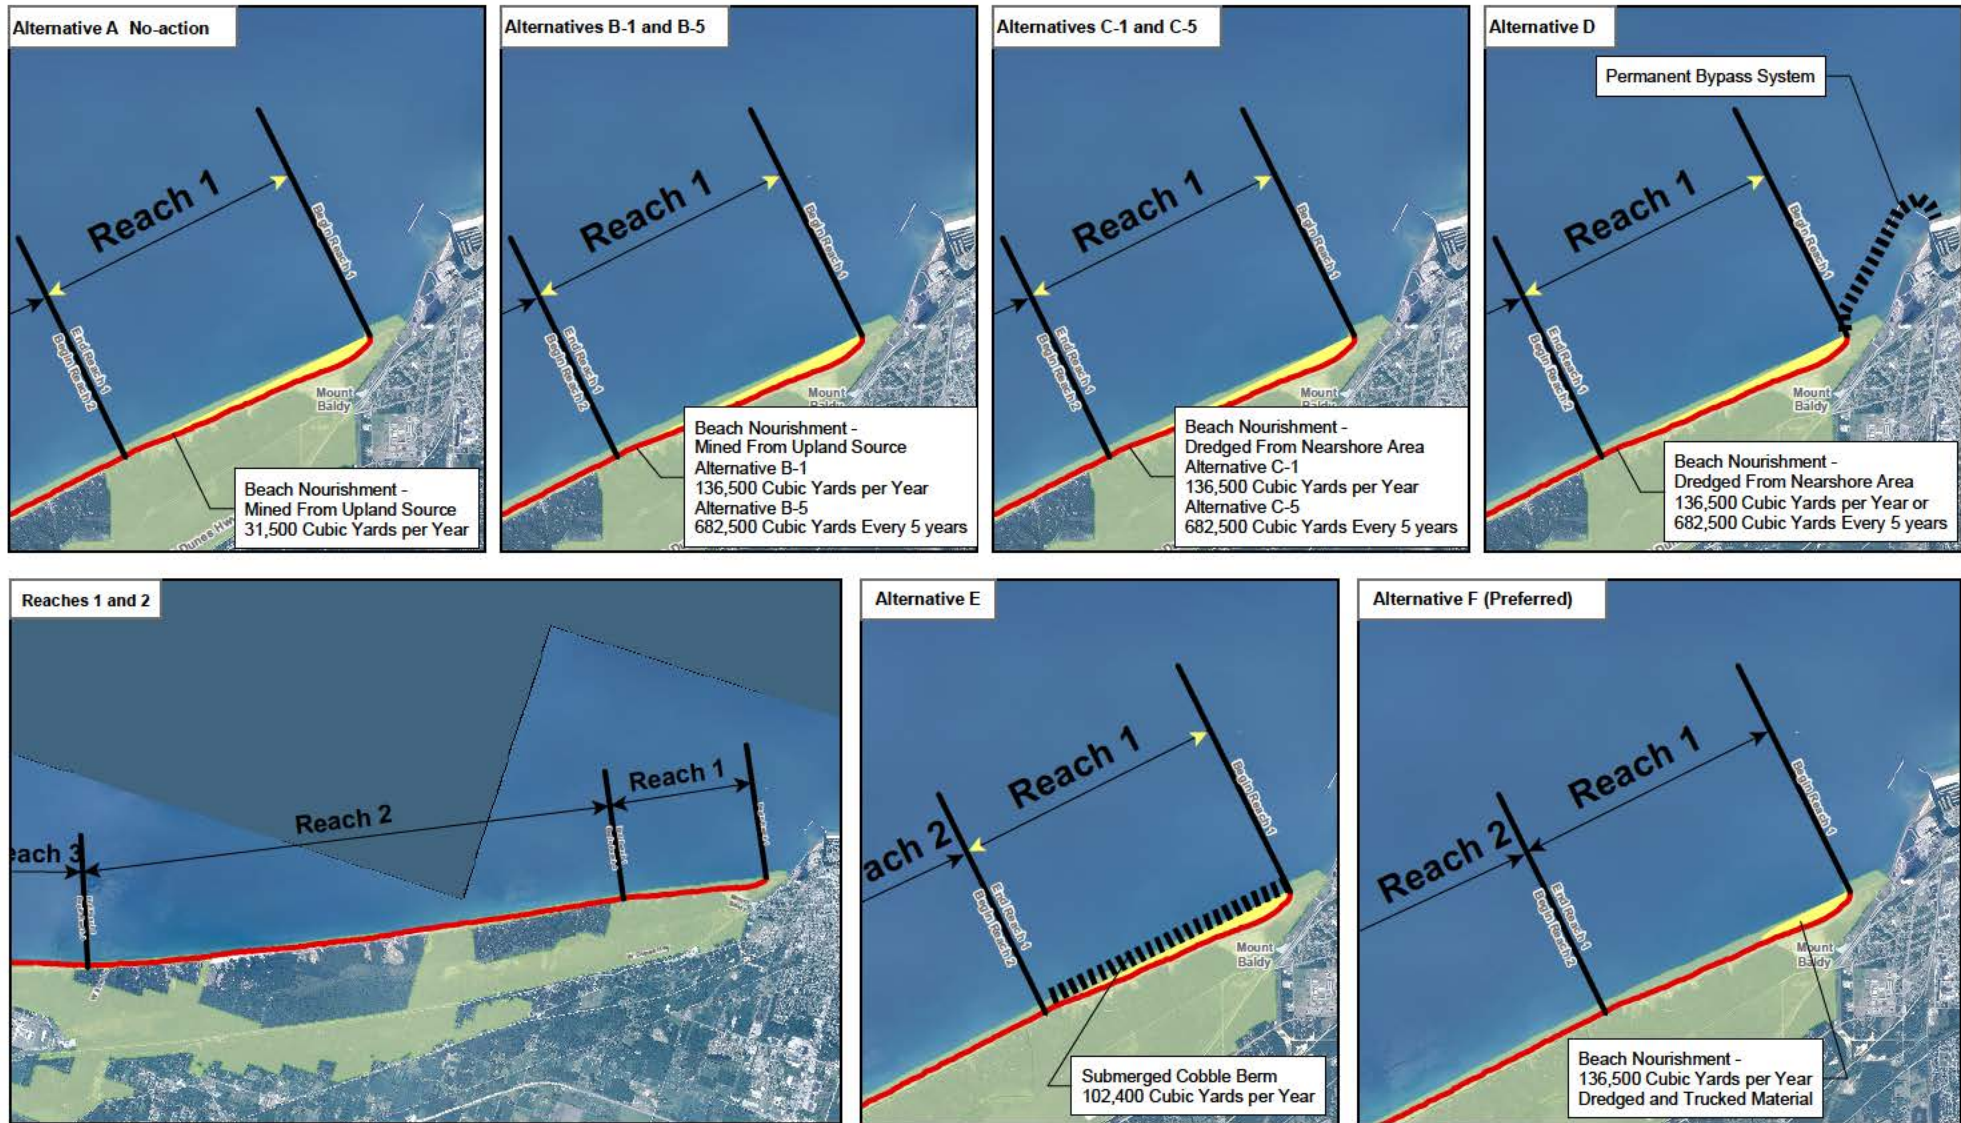 Alternative A No-action
Reach 1
Begin Reach 1
End Reach 1
Begin Reach 2
Mount
Baldy
Beach Nourishment -
Mined From Upland Source
31,500 Cubic Yards per Year
Alternatives B-1 and B-5
Reach 1
Begin Reach 1
End Reach 1
Begin Reach 2
Mount
Baldy
Beach Nourishment -
Mined From Upland Source
Alternative B-1
136,500 Cubic Yards per Year
Alternative B-5
682,500 Cubic Yards Every 5 years
Alternatives C-1 and C-5
Reach 1
Begin Reach 1
End Reach 1
Begin Reach 2
Mount
Baldy
Beach Nourishment -
Dredged From Nearshore Area
Alternative C-1
136,500 Cubic Yards per Year
Alternative C-5
682,500 Cubic Yards Every 5 years
Alternative D
Permanent Bypass System
Reach 1
Begin Reach 1
End Reach 1
Begin Reach 2
Mount
Baldy
Beach Nourishment -
Dredged From Nearshore Area
136,500 Cubic Yards per Year or
682,500 Cubic Yards Every 5 years
Reaches 1 and 2
Reach 1
Reach 2
each 3
Alternative E
Reach 1
ach 2
Begin Reach 1
End Reach 1
Begin Reach 2
Mount
Baldy
Submerged Cobble Berm
102,400 Cubic Yards per Year
Alternative F (Preferred)
Reach 1
Reach 2
Begin Reach 1
End Reach 1
Begin Reach 2
Mount
Baldy
Beach Nourishment -
136,500 Cubic Yards per Year
Dredged and Trucked Material